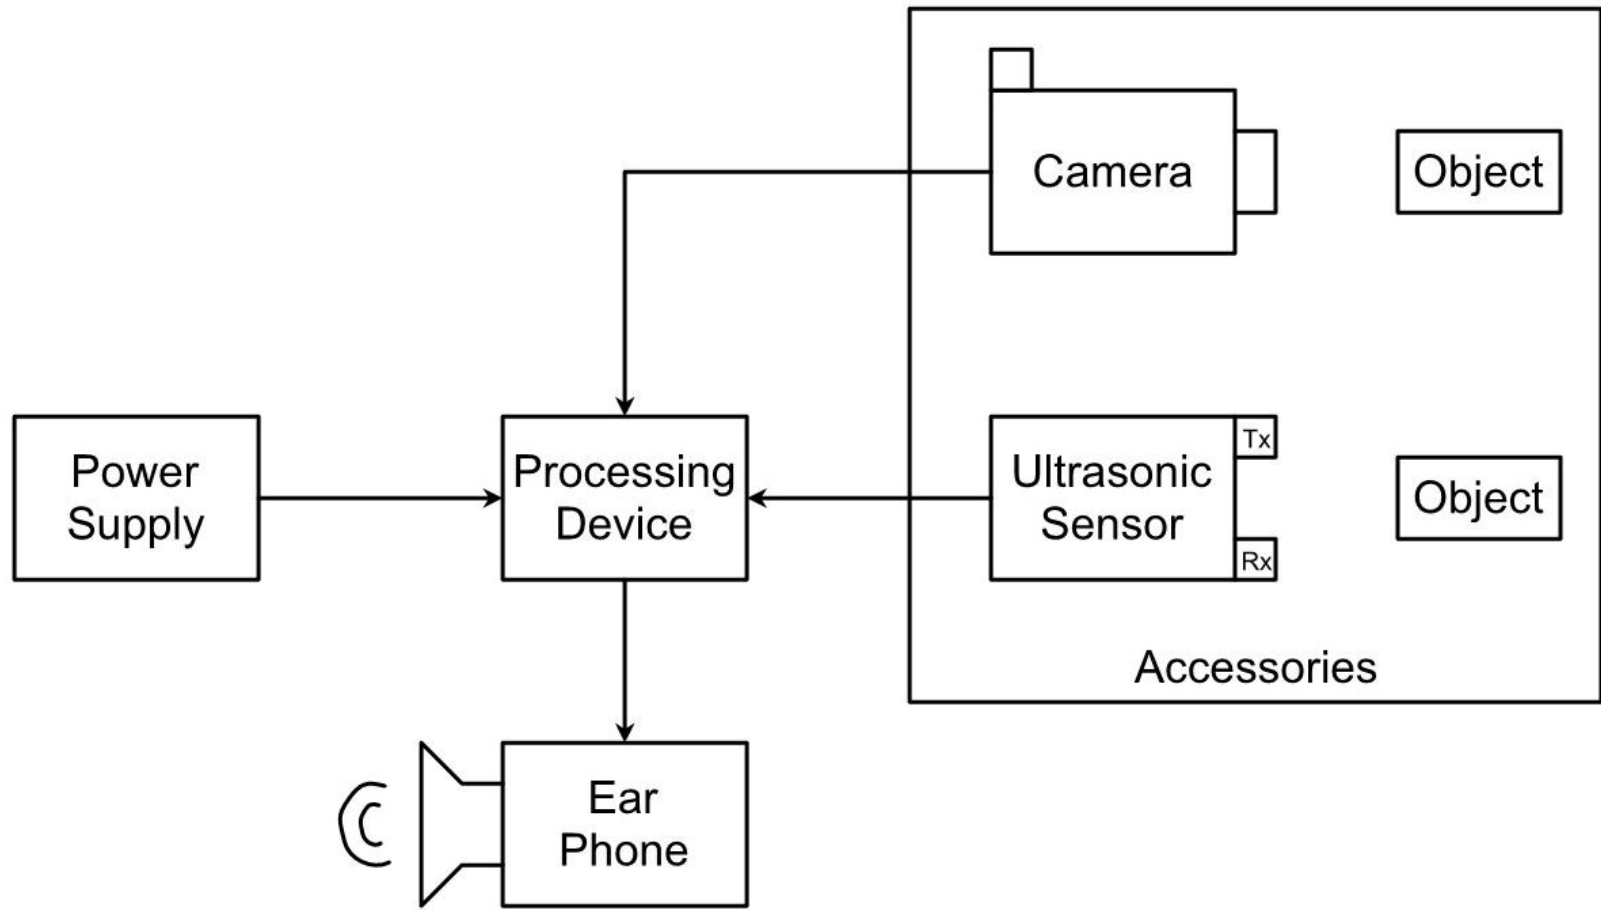 Camera
Object
Power
Supply
Processing
Device
Ultrasonic
Sensor
Tx
Rx
Object
Accessories
Ear
Phone